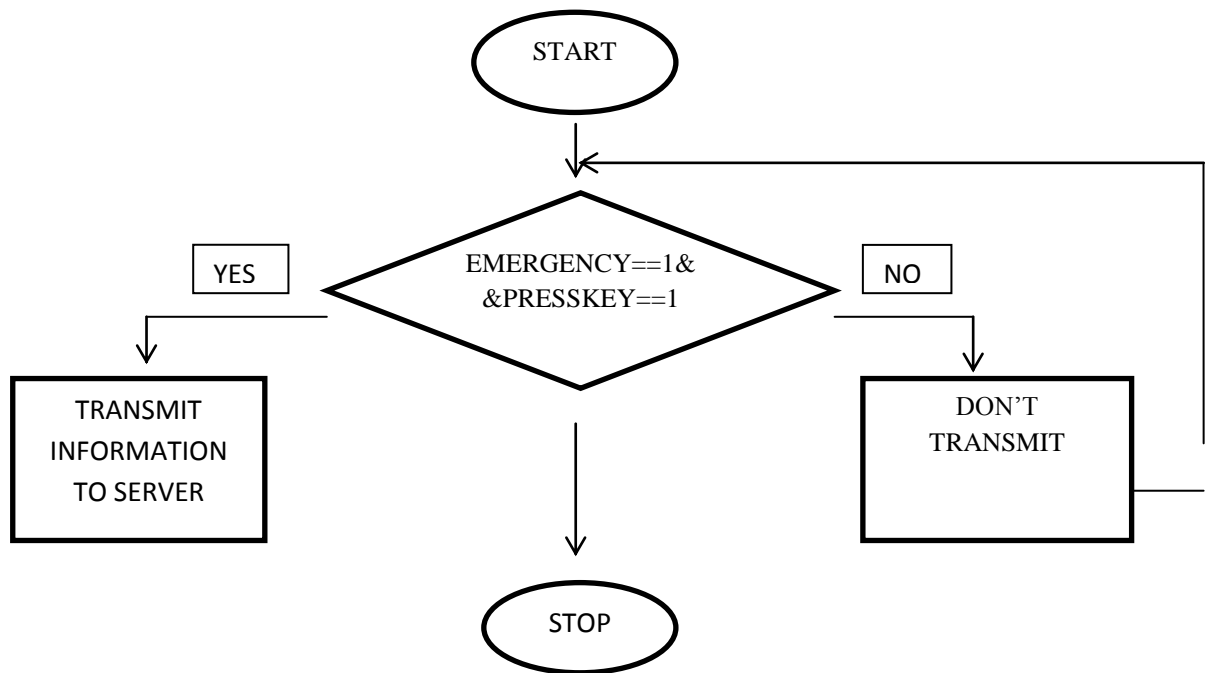 START
EMERGENCY==1&
&PRESSKEY==1
YES
NO
TRANSMIT
INFORMATION
TO SERVER
DON’T
TRANSMIT
STOP